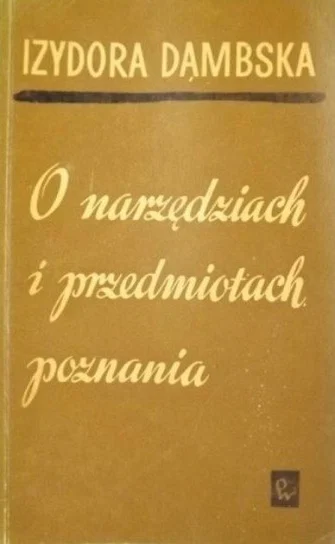 IZYDORA DĄMBSKA
O narzędziach
i przedmiotach
poznania